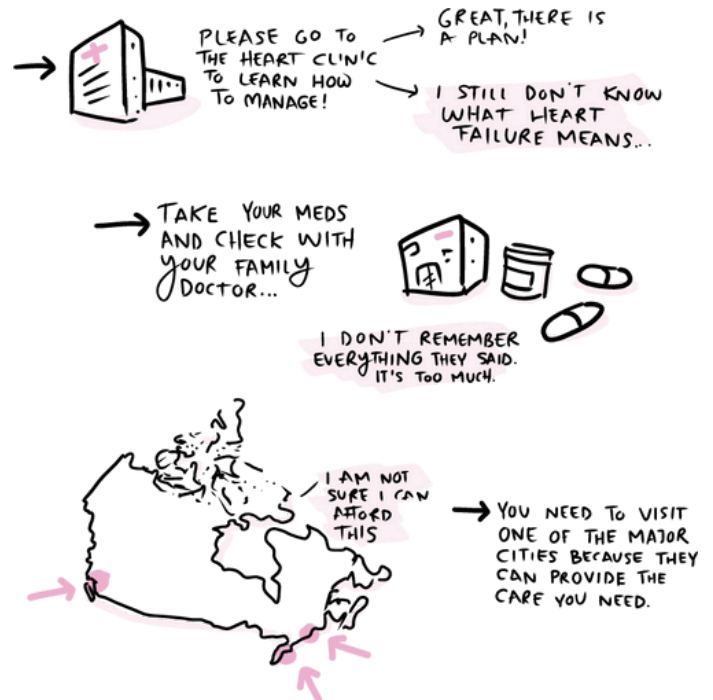 PLEASE GO TO
THE HEART CLINIC
TO LEARN HOW
TO MANAGE!
GREAT, THERE IS
A PLAN!
I STILL DON'T KNOW
WHAT HEART
FAILURE MEANS...
TAKE YOUR MEDS
AND CHECK WITH
YOUR FAMILY
DOCTOR...
I DON'T REMEMBER
EVERYTHING THEY SAID.
IT'S TOO MUCH.
I AM NOT
SURE I CAN
AFFORD
THIS
YOU NEED TO VISIT
ONE OF THE MAJOR
CITIES BECAUSE THEY
CAN PROVIDE THE
CARE YOU NEED.